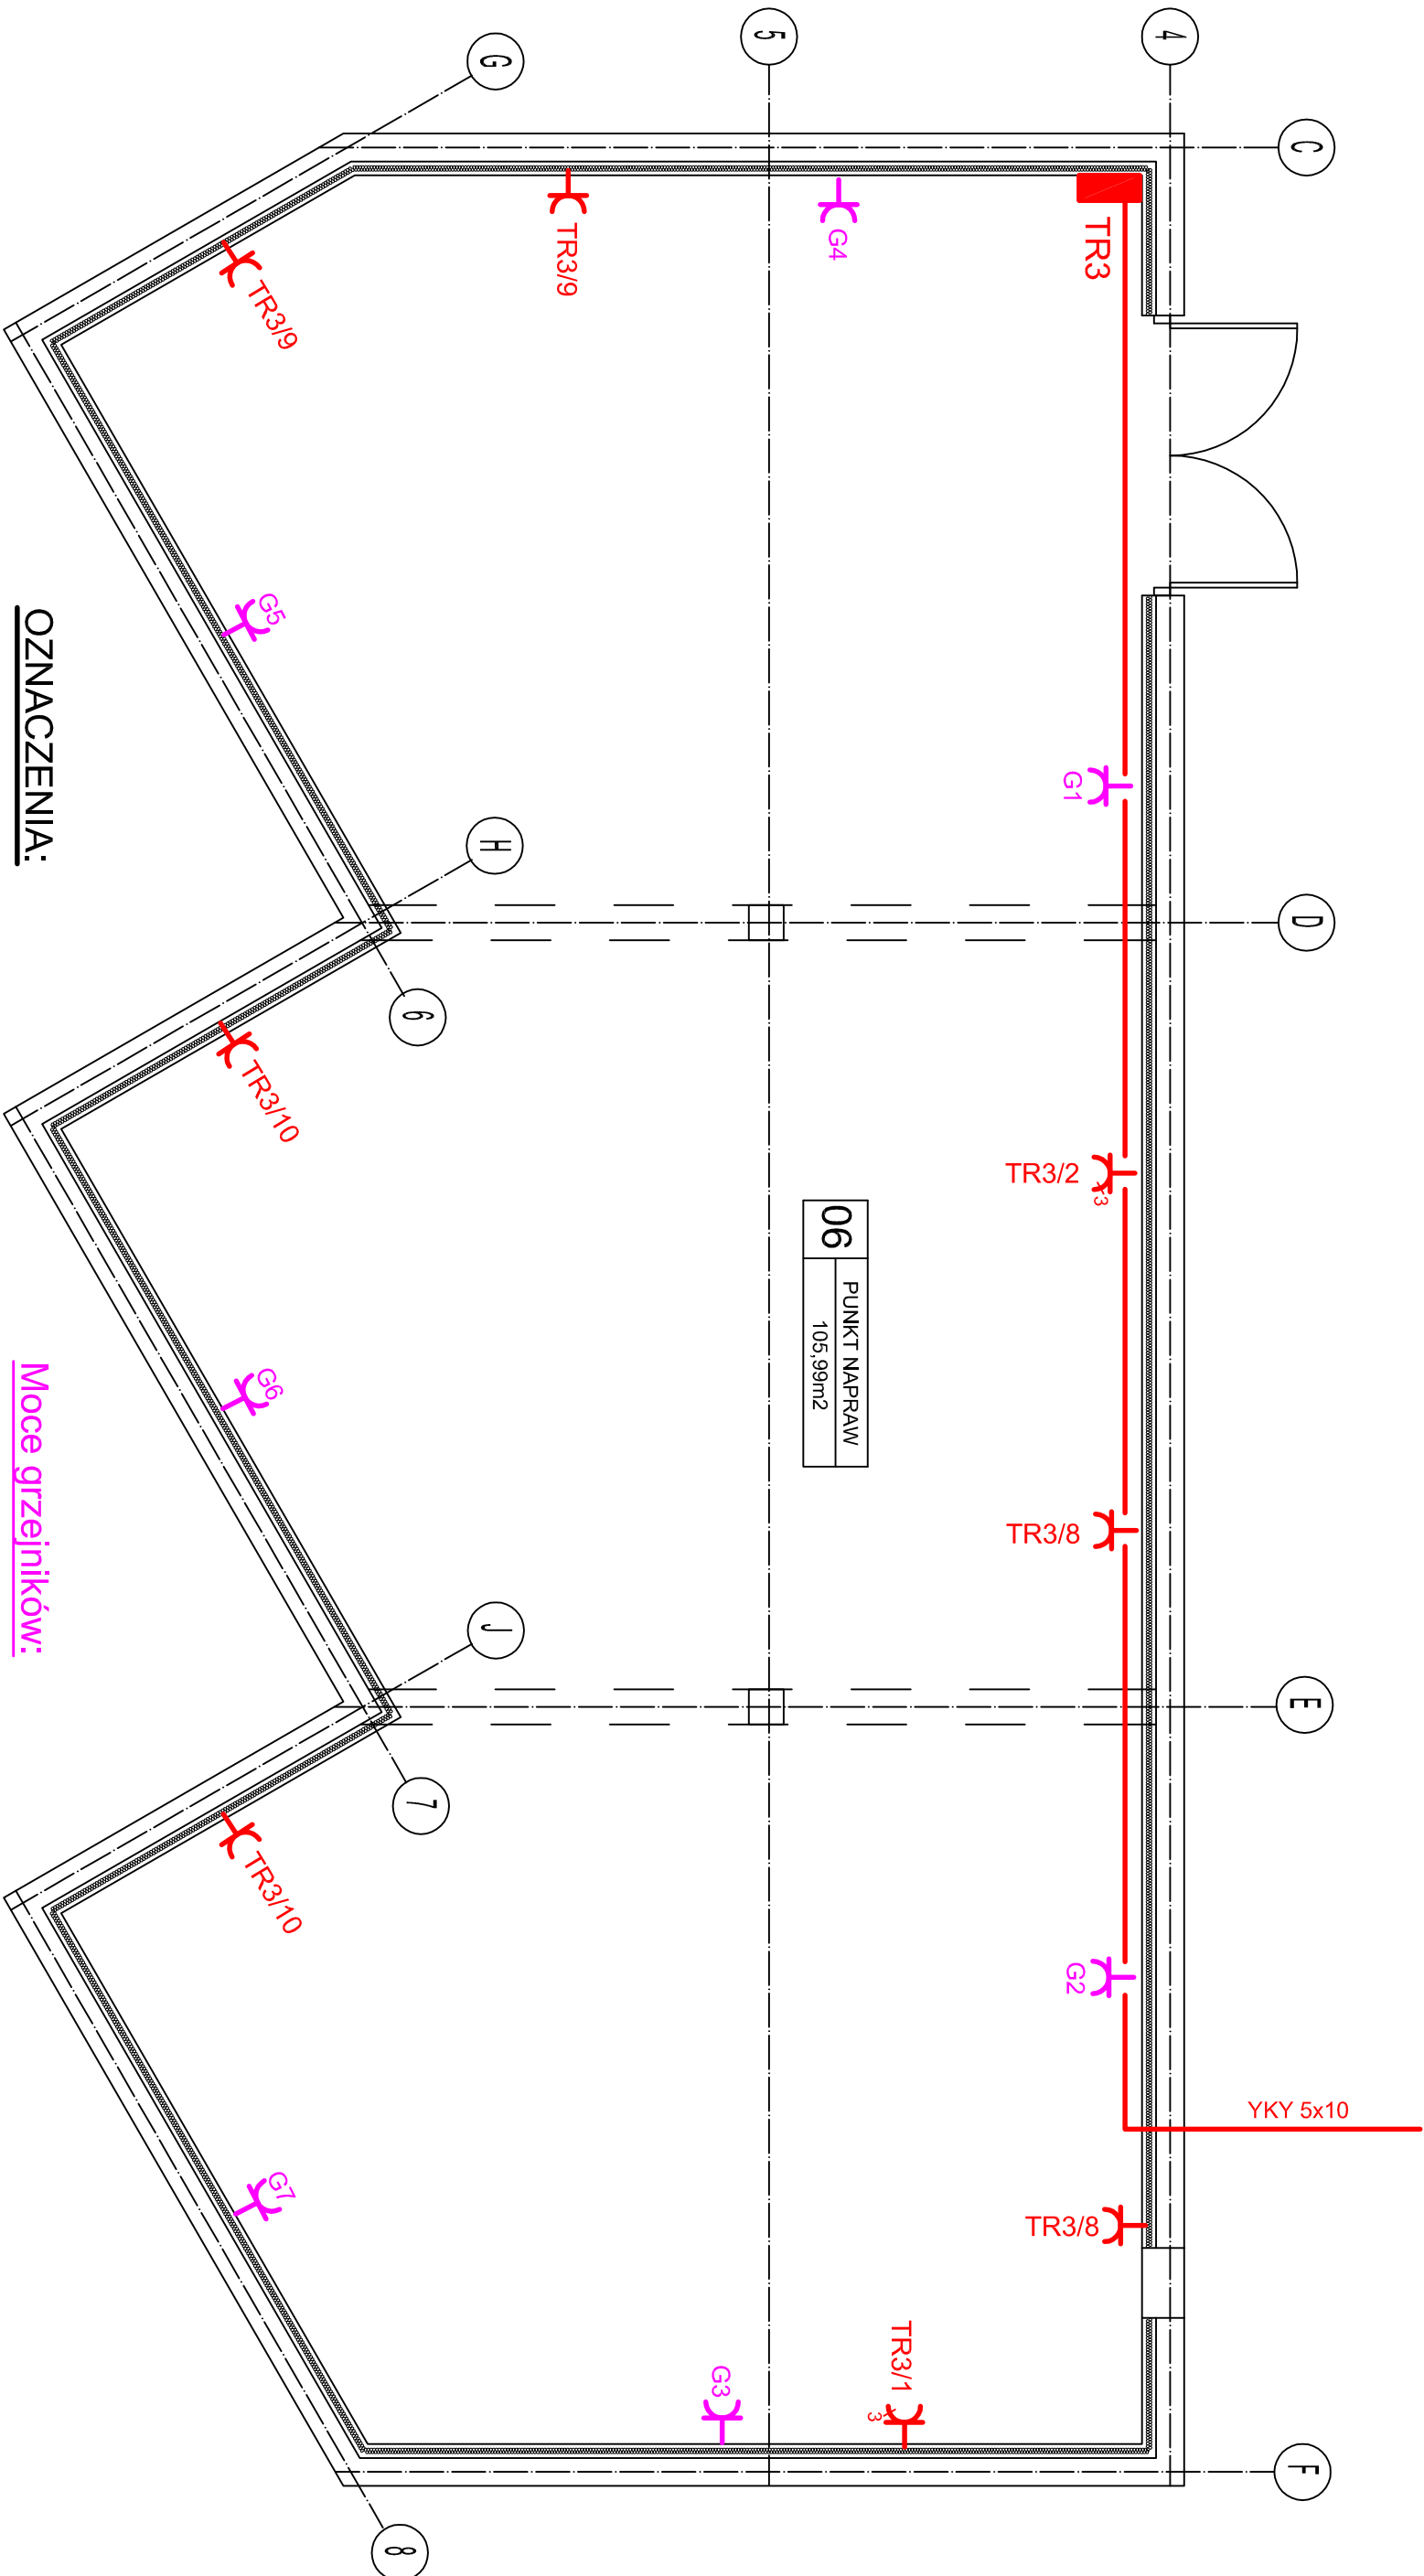 4
5
G
C
TR3
G4
TR3/9
TR3/9
G5
G1
OZNACZENIA:
H
D
6
TR3/10
TR3/2
3
06
PUNKT NAPRAW
105,99m2
G6
Moce grzejników:
TR3/8
J
E
7
TR3/10
G2
YKY 5x10
G7
TR3/8
TR3/1
3
G3
F
8